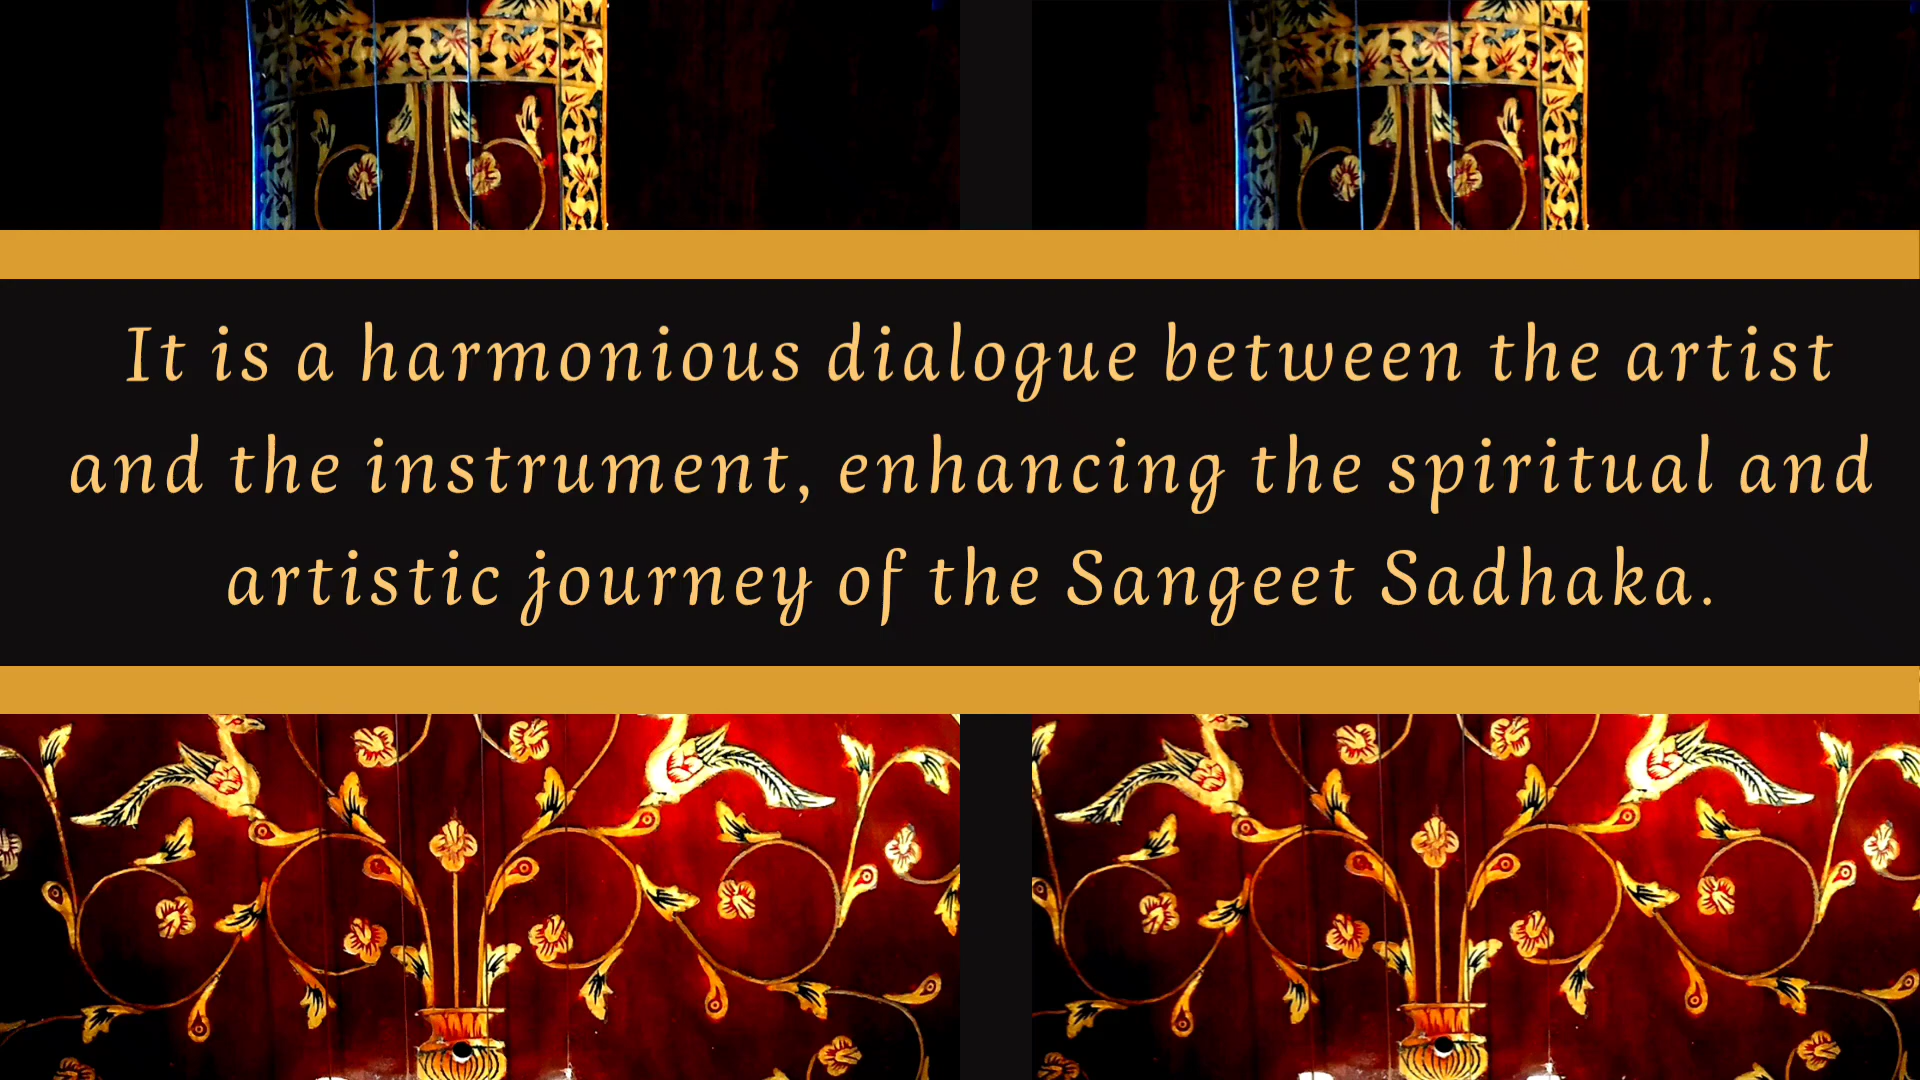 It is a harmonious dialogue between the artist
and the instrument, enhancing the spiritual and
artistic journey of the Sangeet Sadhaka.